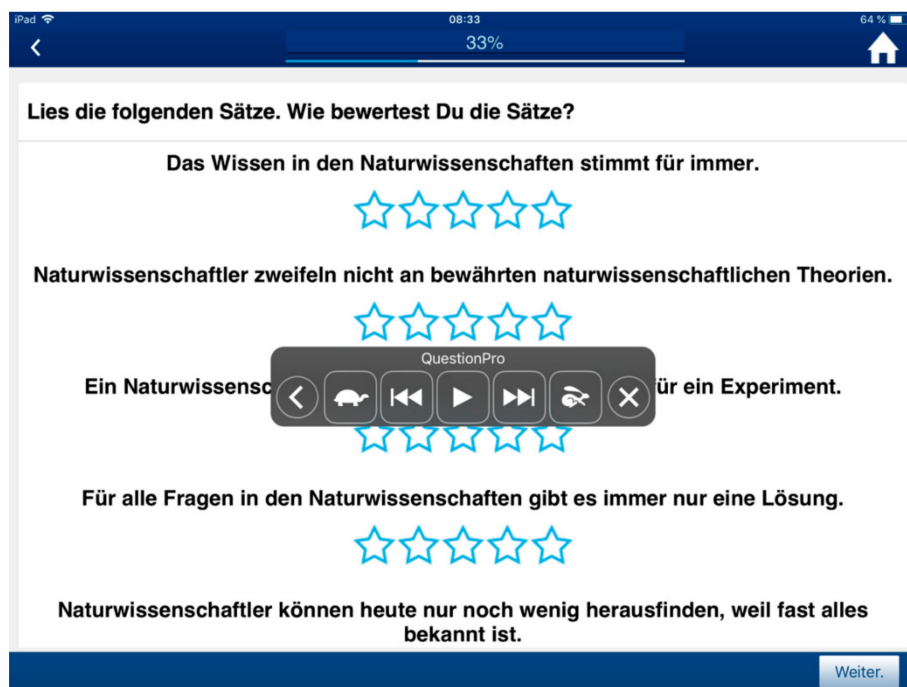 iPad 08:33 64 %
33%
Lies die folgenden Sätze. Wie bewertest Du die Sätze?
Das Wissen in den Naturwissenschaften stimmt für immer.
Naturwissenschaftler zweifeln nicht an bewährten naturwissenschaftlichen Theorien.
QuestionPro
Ein ein Experiment.
Für alle Fragen in den Naturwissenschaften gibt es immer nur eine Lösung.
Naturwissenschaftler können heute nur noch wenig herausfinden, weil fast alles
bekannt ist.
Weiter.